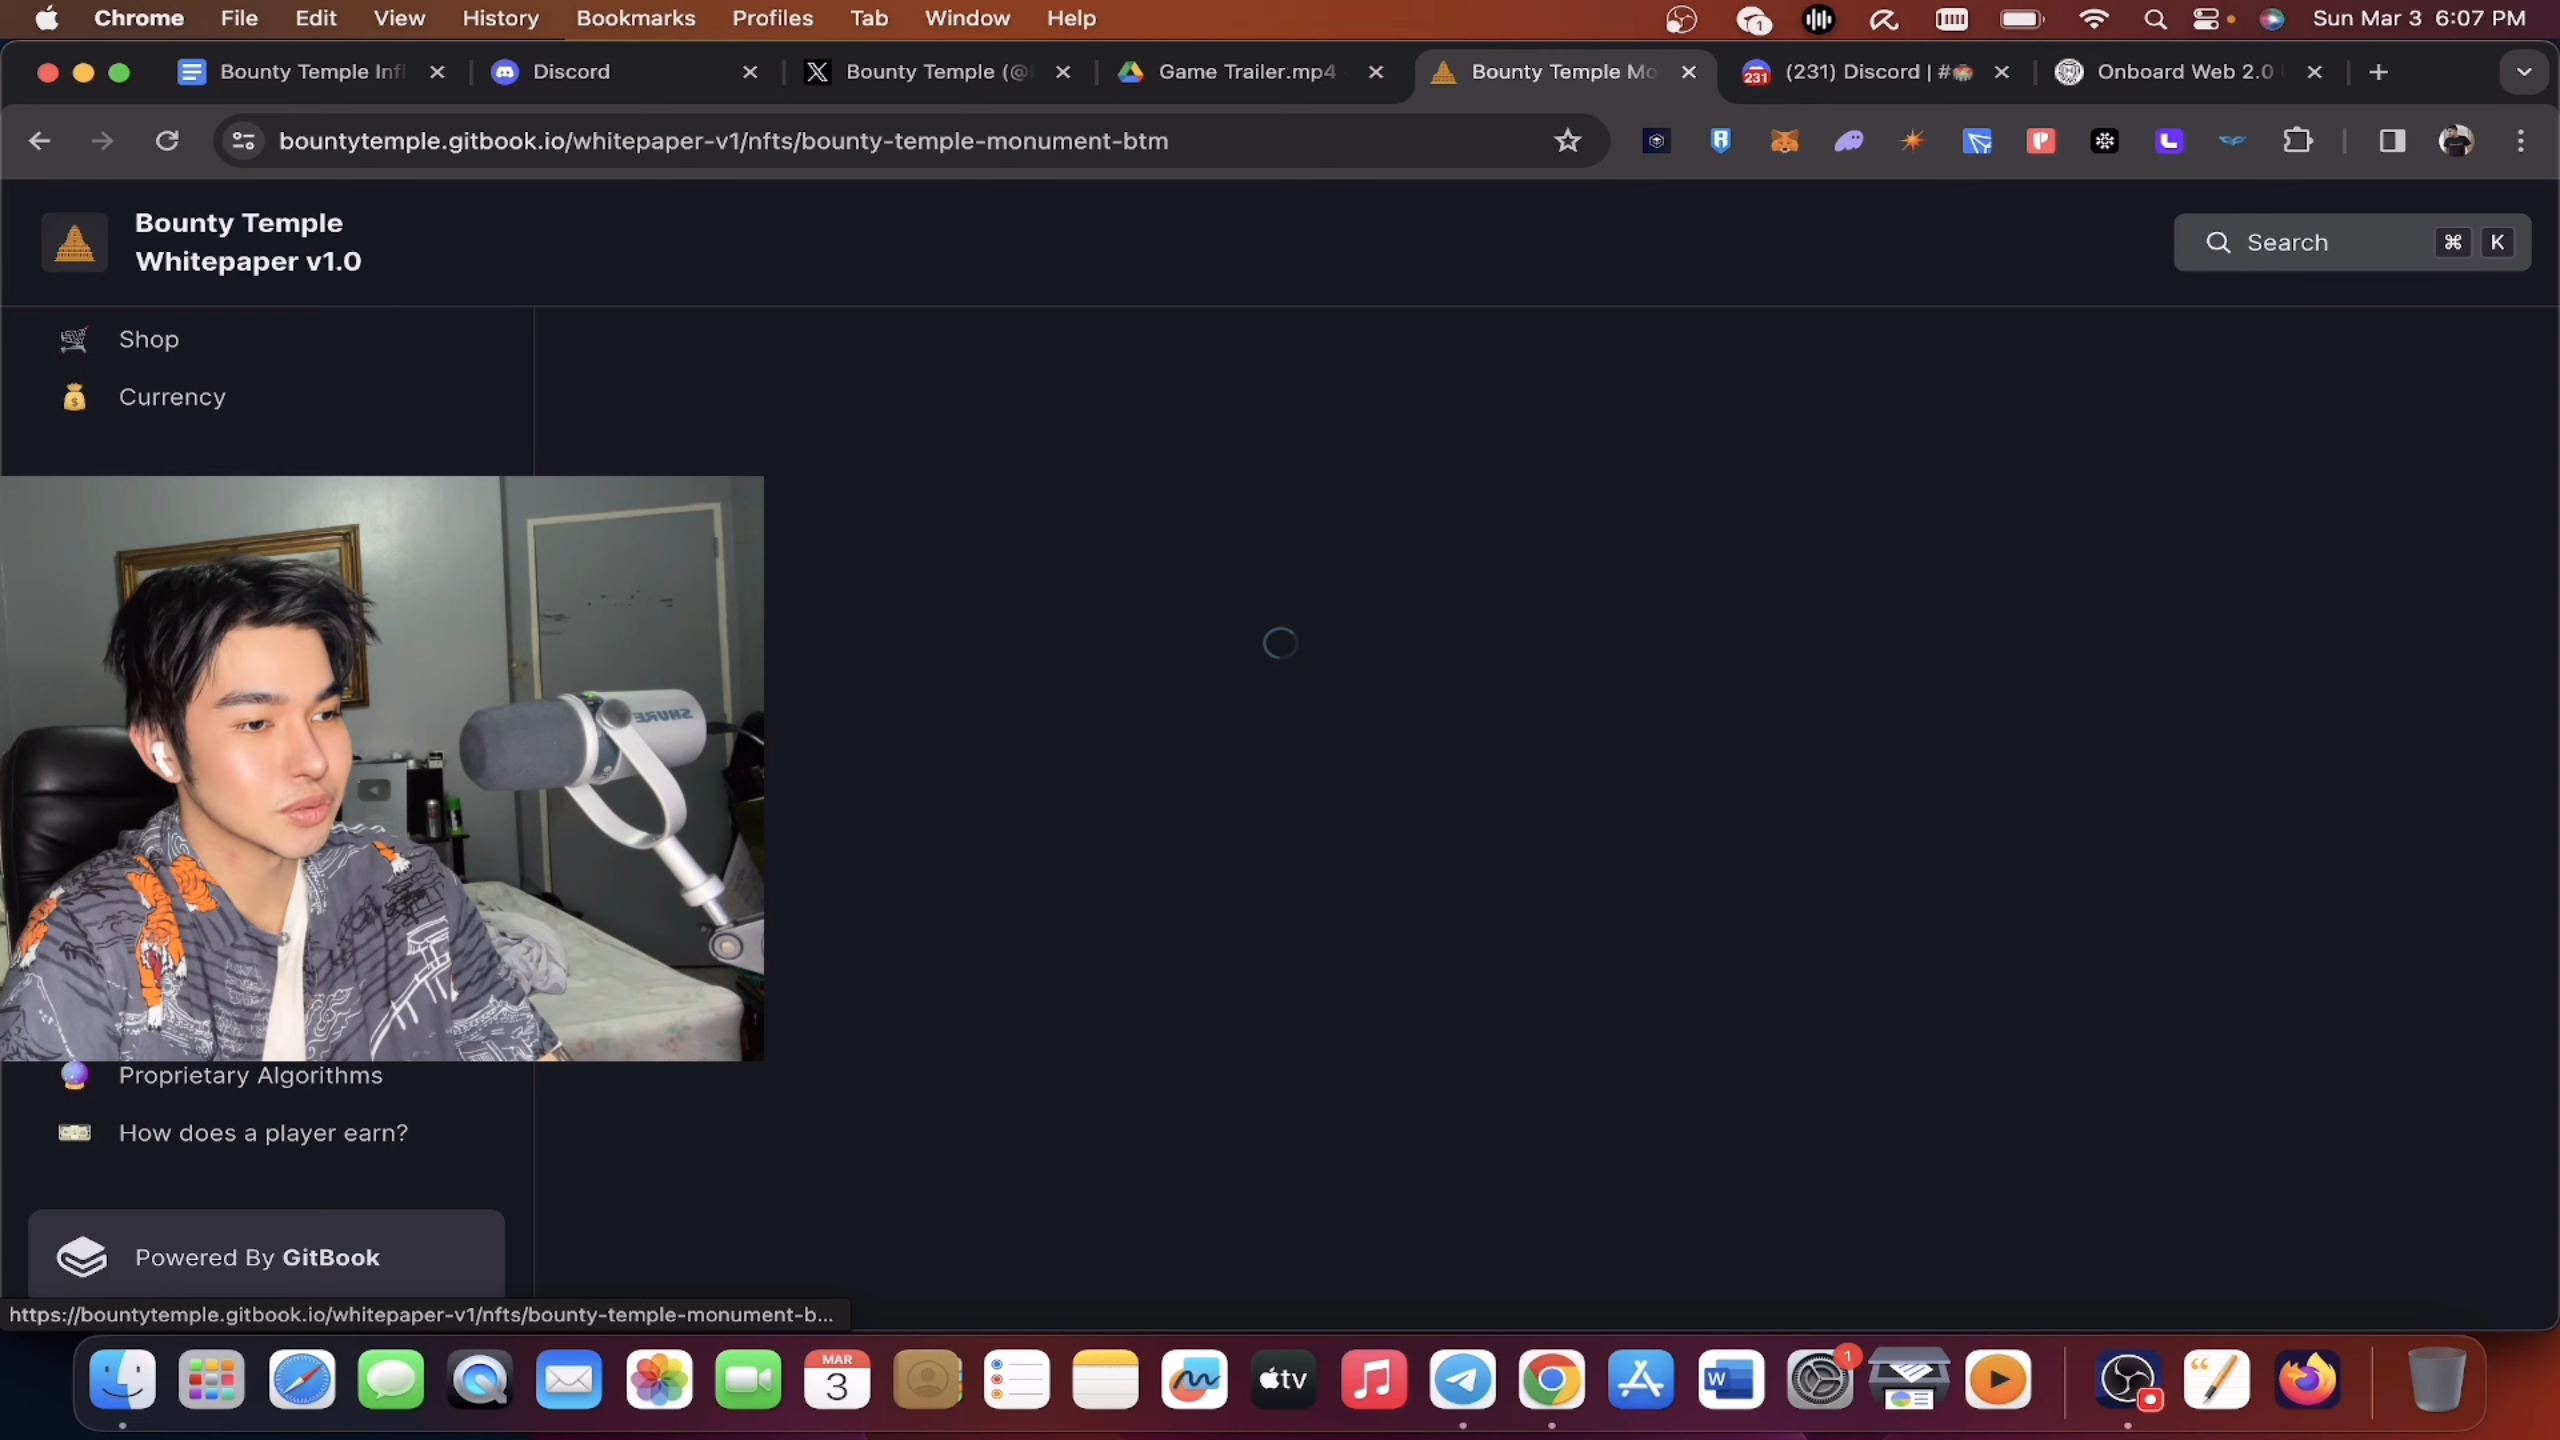 Chrome File Edit View History Bookmarks Profiles Tab Window Help
1
Sun Mar 3 6:07 PM
Bounty Temple Inf
Discord
Bounty Temple (@
Game Trailer.mp4
Bounty Temple Mo
231
(231) Discord | #
Onboard Web 2.0
bountytemple.gitbook.io/whitepaper-v1/nfts/bounty-temple-monument-btm
Bounty Temple
Whitepaper v1.0
Search
⌘ K
Shop
Currency
SHURE
Proprietary Algorithms
How does a player earn?
Powered By GitBook
https://bountytemple.gitbook.io/whitepaper-v1/nfts/bounty-temple-monument-b...
MAR
3
tv
W
1